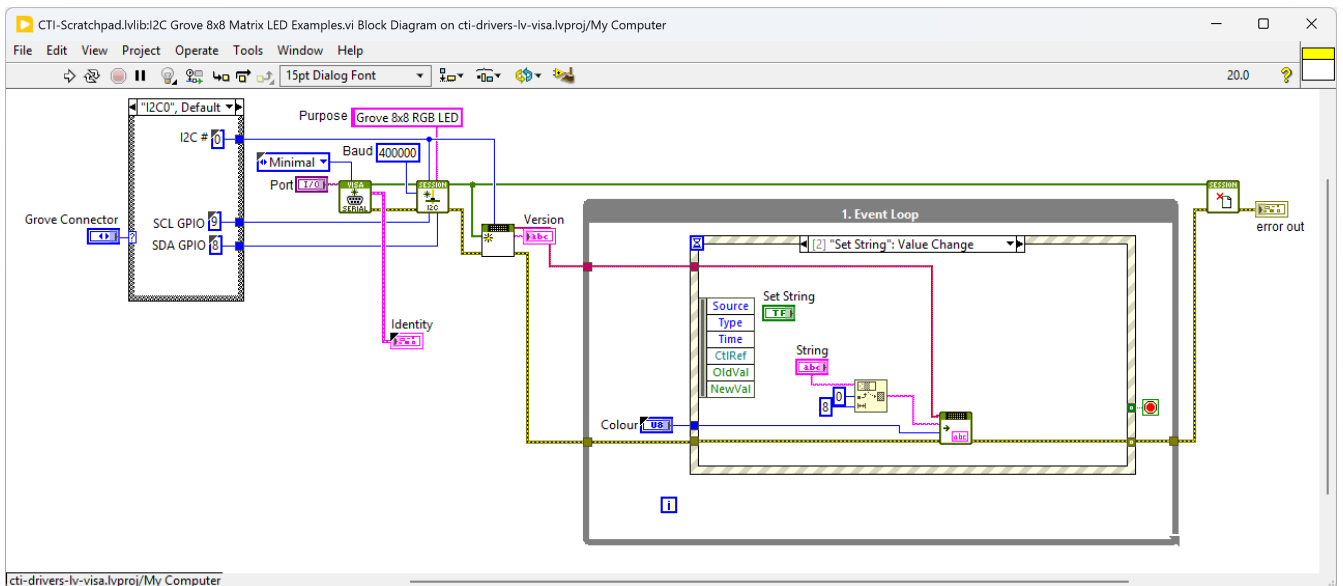 CTI-Scratchpad.lvlib:I2C Grove 8x8 Matrix LED Examples.vi Block Diagram on cti-drivers-lv-visa.lvproj/My Computer
File Edit View Project Operate Tools Window Help
15pt Dialog Font
20.0
"I2C0", Default
I2C #
0
SCL GPIO
9
SDA GPIO
8
Grove Connector
?
Purpose
Grove 8x8 RGB LED
Minimal
Baud
400000
Port
I/O
VISA
SERIAL
SESSION
I2C
Version
abc
Identity
1. Event Loop
[2] "Set String": Value Change
Source
Type
Time
CtlRef
OldVal
NewVal
Set String
TF
String
abc
0
8
abc
Colour
U8
i
SESSION
error out
cti-drivers-lv-visa.lvproj/My Computer